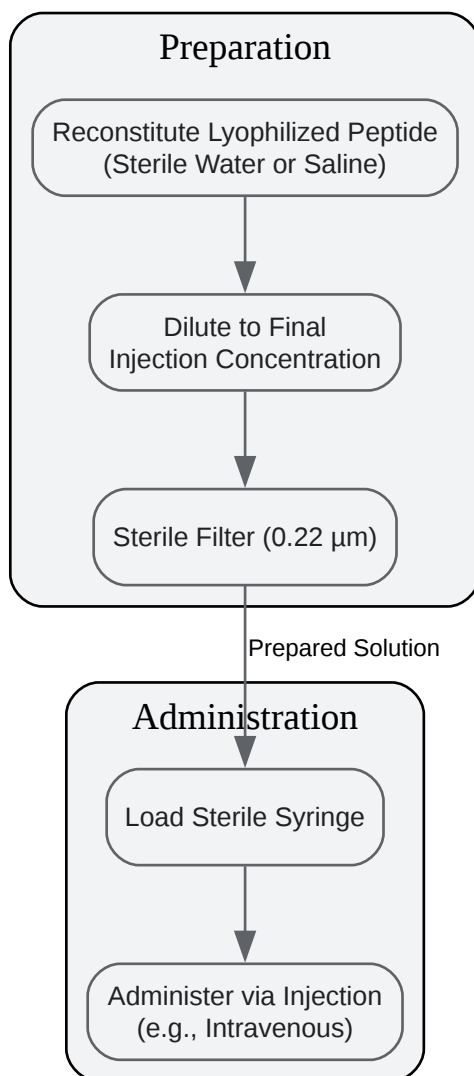 Preparation
Reconstitute Lyophilized Peptide
(Sterile Water or Saline)
Dilute to Final
Injection Concentration
Sterile Filter (0.22 µm)
Prepared Solution
Administration
Load Sterile Syringe
Administer via Injection
(e.g., Intravenous)